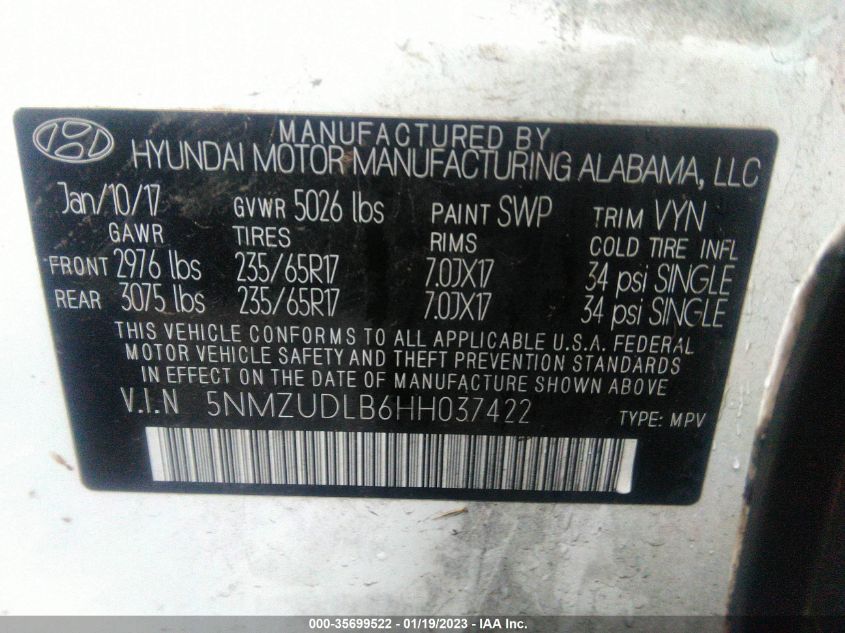 MANUFACTURED BY
HYUNDAI MOTOR MANUFACTURING ALABAMA, LLC
Jan/10/17 GVWR 5026 lbs PAINT SWP TRIM VYN
GAWR TIRES RIMS COLD TIRE INFL
FRONT 2976 lbs 235/65R17 7.0JX17 34 psi SINGLE
REAR 3075 lbs 235/65R17 7.0JX17 34 psi SINGLE
THIS VEHICLE CONFORMS TO ALL APPLICABLE U.S.A. FEDERAL
MOTOR VEHICLE SAFETY AND THEFT PREVENTION STANDARDS
IN EFFECT ON THE DATE OF MANUFACTURE SHOWN ABOVE.
V.I.N 5NMZUDLB6HH037422 TYPE: MPV
000-35699522 - 01/19/2023 - IAA Inc.